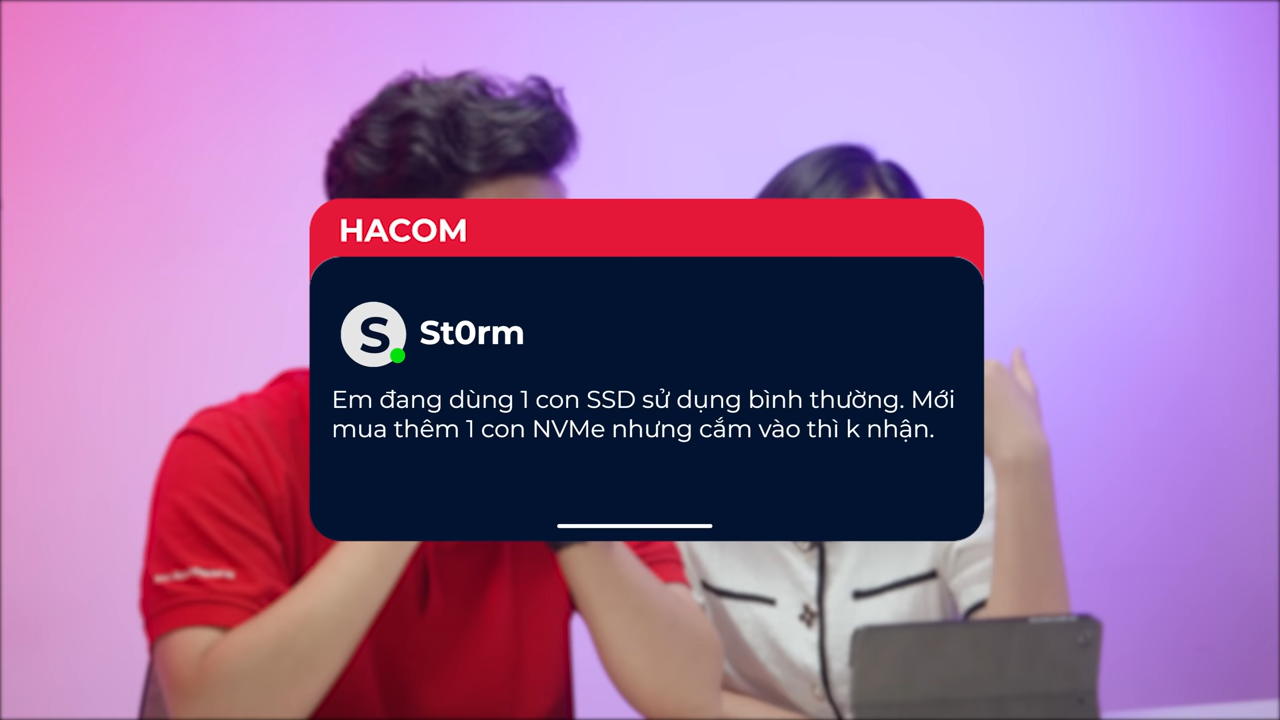 HACOM
S
St0rm
Em đang dùng 1 con SSD sử dụng bình thường. Mới
mua thêm 1 con NVMe nhưng cắm vào thì k nhận.